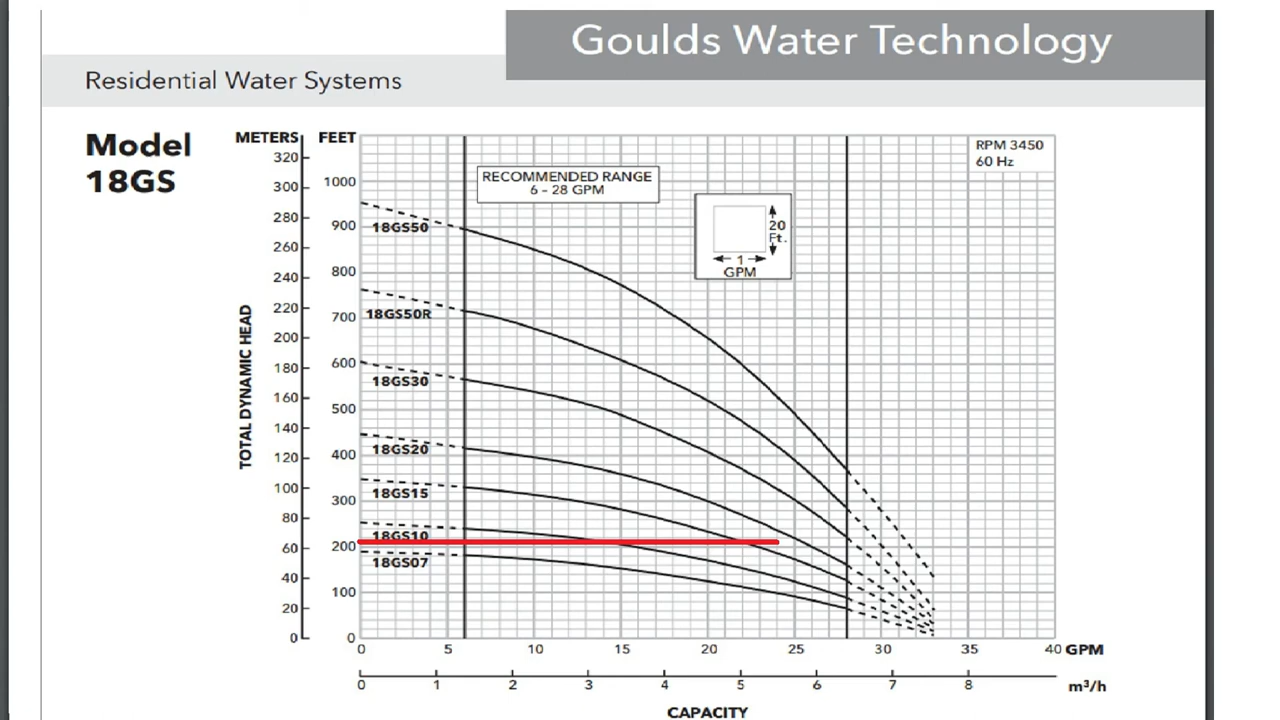 Goulds Water Technology
Residential Water Systems
Model
18GS
METERS
FEET
RPM 3450
60 Hz
RECOMMENDED RANGE
6 – 28 GPM
20
Ft.
1
GPM
320
300
280
260
240
220
200
180
160
140
120
100
80
60
40
20
0
1000
900
800
700
600
500
400
300
200
100
0
TOTAL DYNAMIC HEAD
18GS50
18GS50R
18GS30
18GS20
18GS15
18GS10
18GS07
0 5 10 15 20 25 30 35 40 GPM
0 1 2 3 4 5 6 7 8 m³/h
CAPACITY